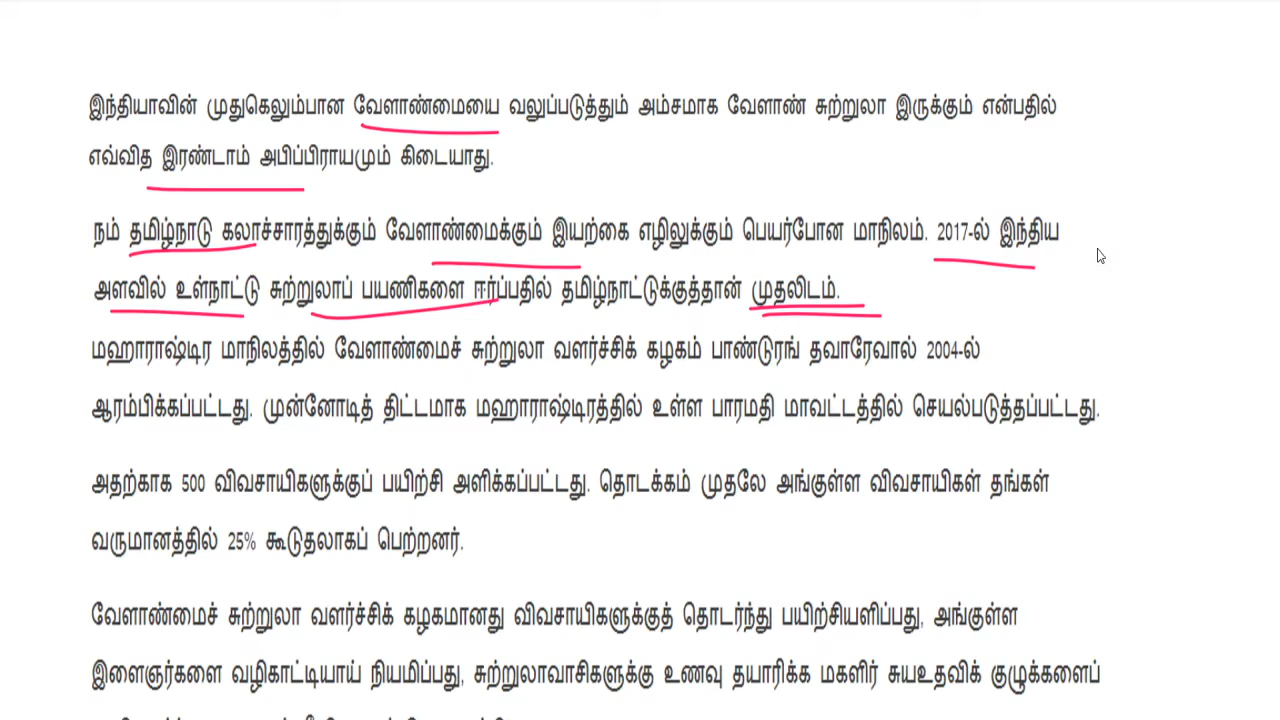 இந்தியாவின் முதுகெலும்பான வேளாண்மையை வலுப்படுத்தும் அம்சமாக வேளாண் சுற்றுலா இருக்கும் என்பதில்
எவ்வித இரண்டாம் அபிப்பிராயமும் கிடையாது.
நம் தமிழ்நாடு கலாச்சாரத்துக்கும் வேளாண்மைக்கும் இயற்கை எழிலுக்கும் பெயர்போன மாநிலம். 2017-ல் இந்திய
அளவில் உள்நாட்டு சுற்றுலாப் பயணிகளை ஈர்ப்பதில் தமிழ்நாட்டுக்குத்தான் முதலிடம்.
மஹாராஷ்டிர மாநிலத்தில் வேளாண்மைச் சுற்றுலா வளர்ச்சிக் கழகம் பாண்டுரங் தவாரேவால் 2004-ல்
ஆரம்பிக்கப்பட்டது. முன்னோடித் திட்டமாக மஹாராஷ்டிரத்தில் உள்ள பாரமதி மாவட்டத்தில் செயல்படுத்தப்பட்டது.
அதற்காக 500 விவசாயிகளுக்குப் பயிற்சி அளிக்கப்பட்டது. தொடக்கம் முதலே அங்குள்ள விவசாயிகள் தங்கள்
வருமானத்தில் 25% கூடுதலாகப் பெற்றனர்.
வேளாண்மைச் சுற்றுலா வளர்ச்சிக் கழகமானது விவசாயிகளுக்குத் தொடர்ந்து பயிற்சியளிப்பது, அங்குள்ள
இளைஞர்களை வழிகாட்டியாய் நியமிப்பது, சுற்றுலாவாசிகளுக்கு உணவு தயாரிக்க மகளிர் சுயஉதவிக் குழுக்களைப்